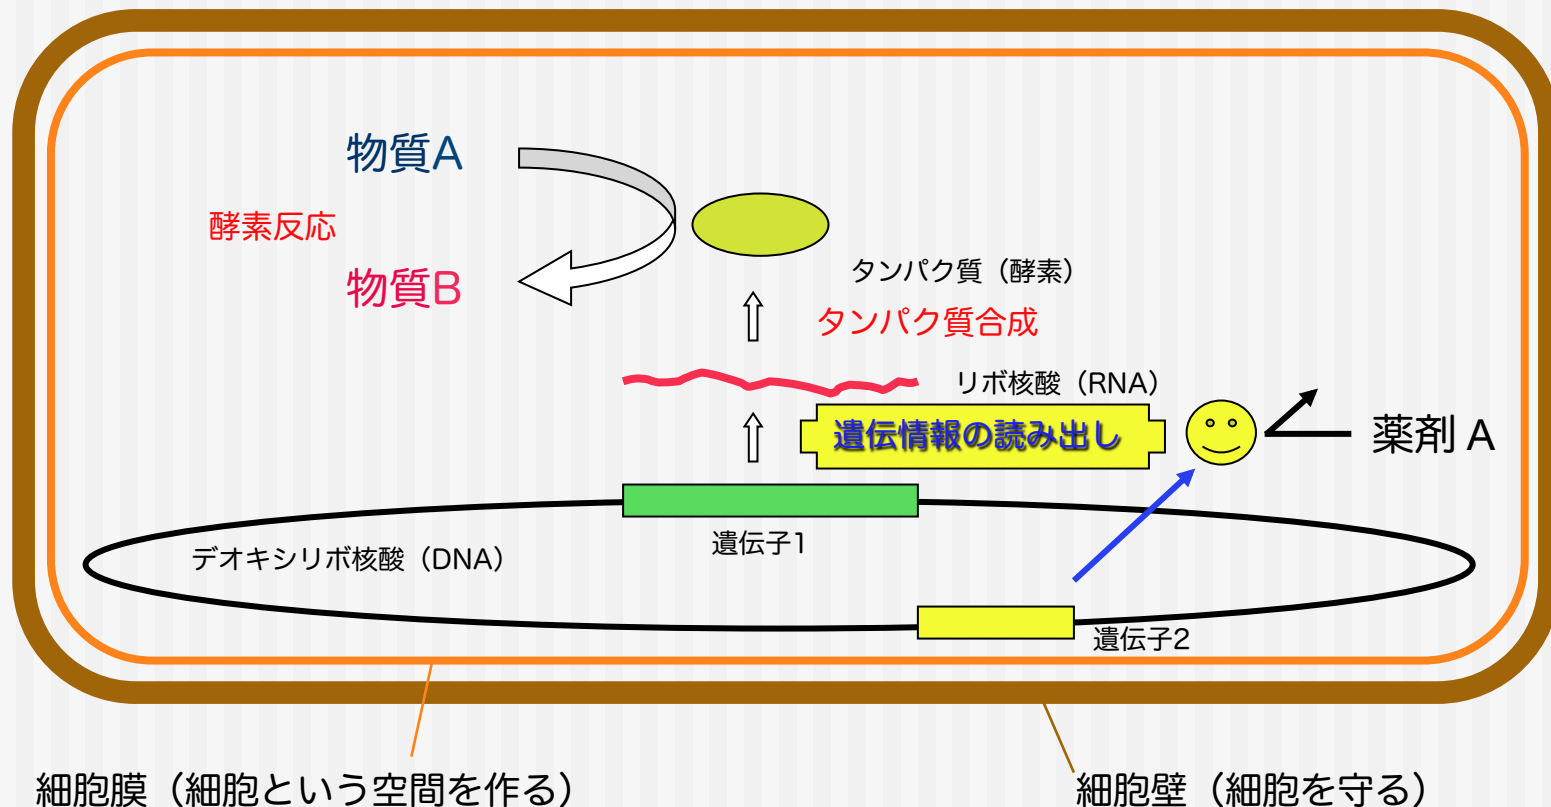 物質A
酵素反応
物質B
タンパク質（酵素）
タンパク質合成
リボ核酸（RNA）
遺伝情報の読み出し
薬剤 A
遺伝子1
デオキシリボ核酸（DNA）
遺伝子2
細胞膜（細胞という空間を作る）
細胞壁（細胞を守る）